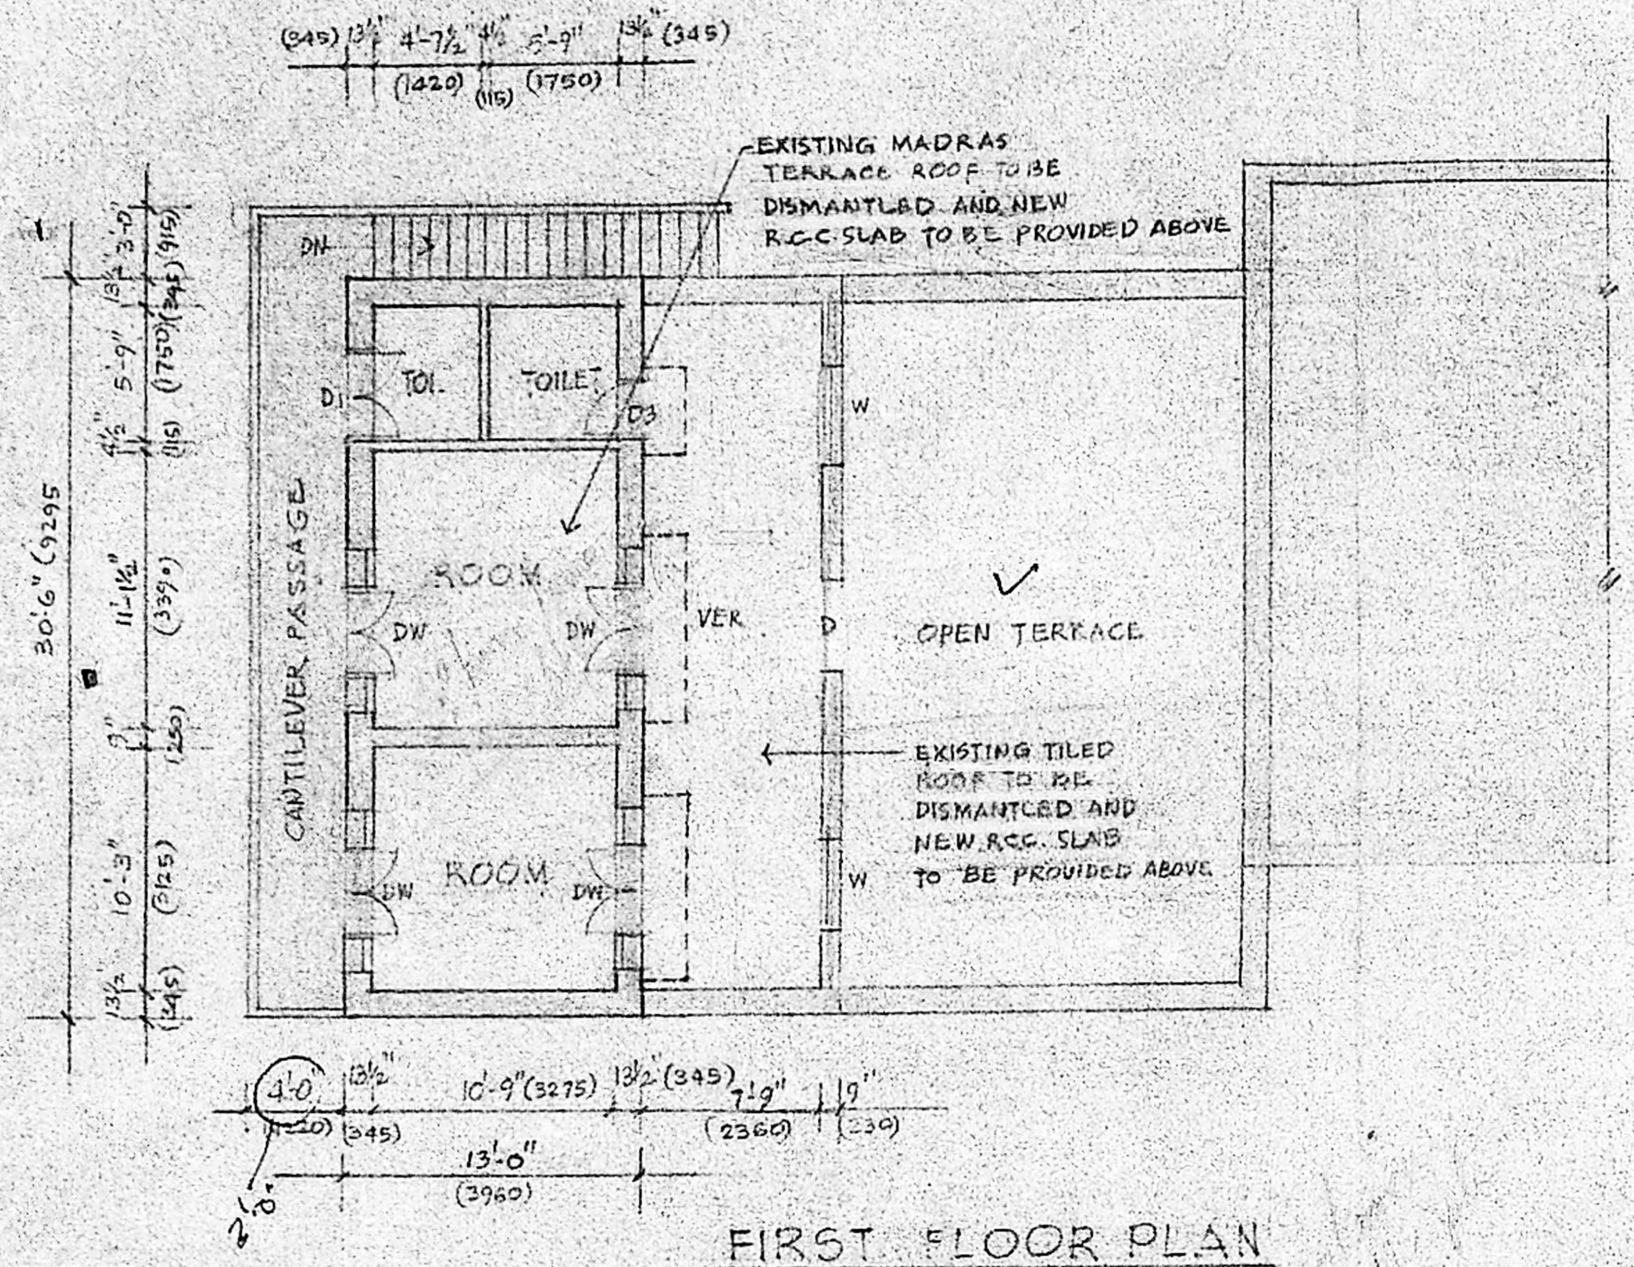 (345) 13½" 4'-7½" 4½" 5'-9" 13½" (345)
(1420) (115) (1750)
EXISTING MADRAS
TERRACE ROOF TO BE
DISMANTLED AND NEW
R.C.C. SLAB TO BE PROVIDED ABOVE
DN
3'-0" (915)
13½" (345)
5'-9" (1750)
4½" (115)
11'-1½" (3390)
9" (250)
10'-3" (3125)
13½" (345)
30'-6" (9295
CANTILEVER PASSAGE
TOI.
TOILET
D1
D3
W
ROOM
DW
DW
VER.
D
OPEN TERRACE
EXISTING TILED
ROOF TO BE
DISMANTLED AND
NEW R.C.C. SLAB
TO BE PROVIDED ABOVE
ROOM
DW
DW
W
4'-0" 13½" 10'-9" (3275) 13½" (345) 7'-9" 9"
(345) (2360) (230)
13'-0"
(3960)
FIRST FLOOR PLAN